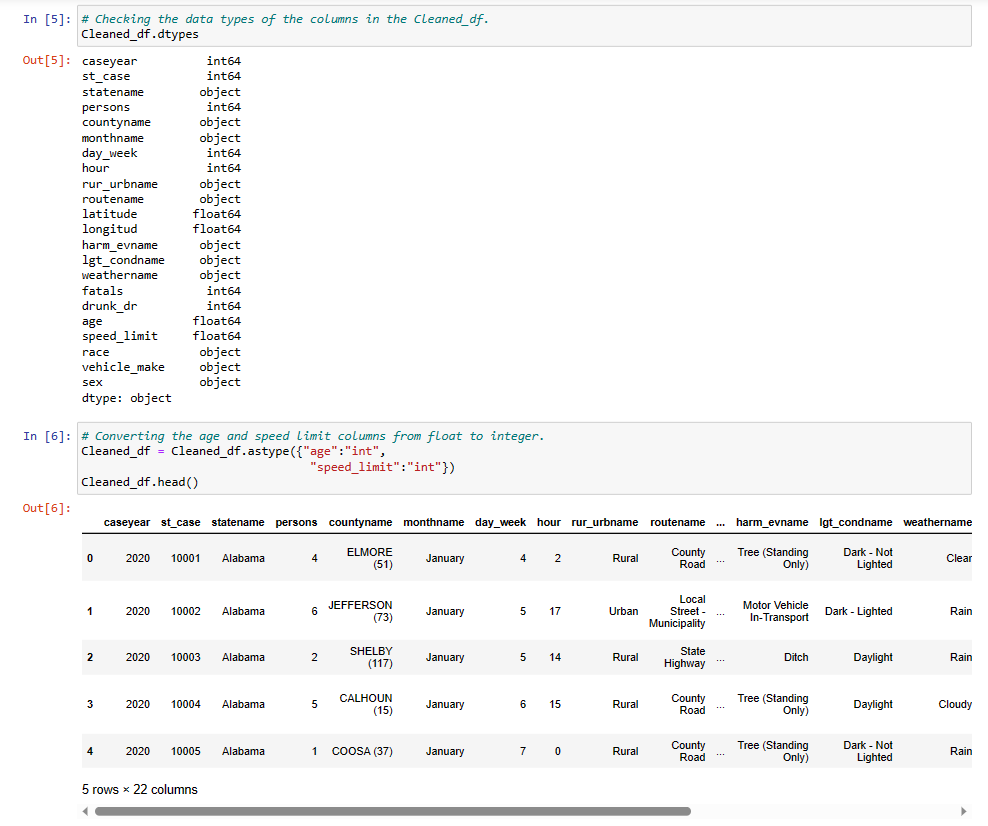 In [5]: # Checking the data types of the columns in the Cleaned_df.
Cleaned_df.dtypes
Out[5]: caseyear int64
st_case int64
statename object
persons int64
countyname object
monthname object
day_week int64
hour int64
rur_urbname object
routename object
latitude float64
longitud float64
harm_evname object
lgt_condname object
weathername object
fatals int64
drunk_dr int64
age float64
speed_limit float64
race object
vehicle_make object
sex object
dtype: object
In [6]: # Converting the age and speed limit columns from float to integer.
Cleaned_df = Cleaned_df.astype({"age":"int",
"speed_limit":"int"})
Cleaned_df.head()
Out[6]:
caseyear st_case statename persons countyname monthname day_week hour rur_urbname routename ... harm_evname lgt_condname weathername
0 2020 10001 Alabama 4 ELMORE (51) January 4 2 Rural County Road ... Tree (Standing Only) Dark - Not Lighted Clear
1 2020 10002 Alabama 6 JEFFERSON (73) January 5 17 Urban Local Street - Municipality ... Motor Vehicle In-Transport Dark - Lighted Rain
2 2020 10003 Alabama 2 SHELBY (117) January 5 14 Rural State Highway ... Ditch Daylight Rain
3 2020 10004 Alabama 5 CALHOUN (15) January 6 15 Rural County Road ... Tree (Standing Only) Daylight Cloudy
4 2020 10005 Alabama 1 COOSA (37) January 7 0 Rural County Road ... Tree (Standing Only) Dark - Not Lighted Rain
5 rows × 22 columns